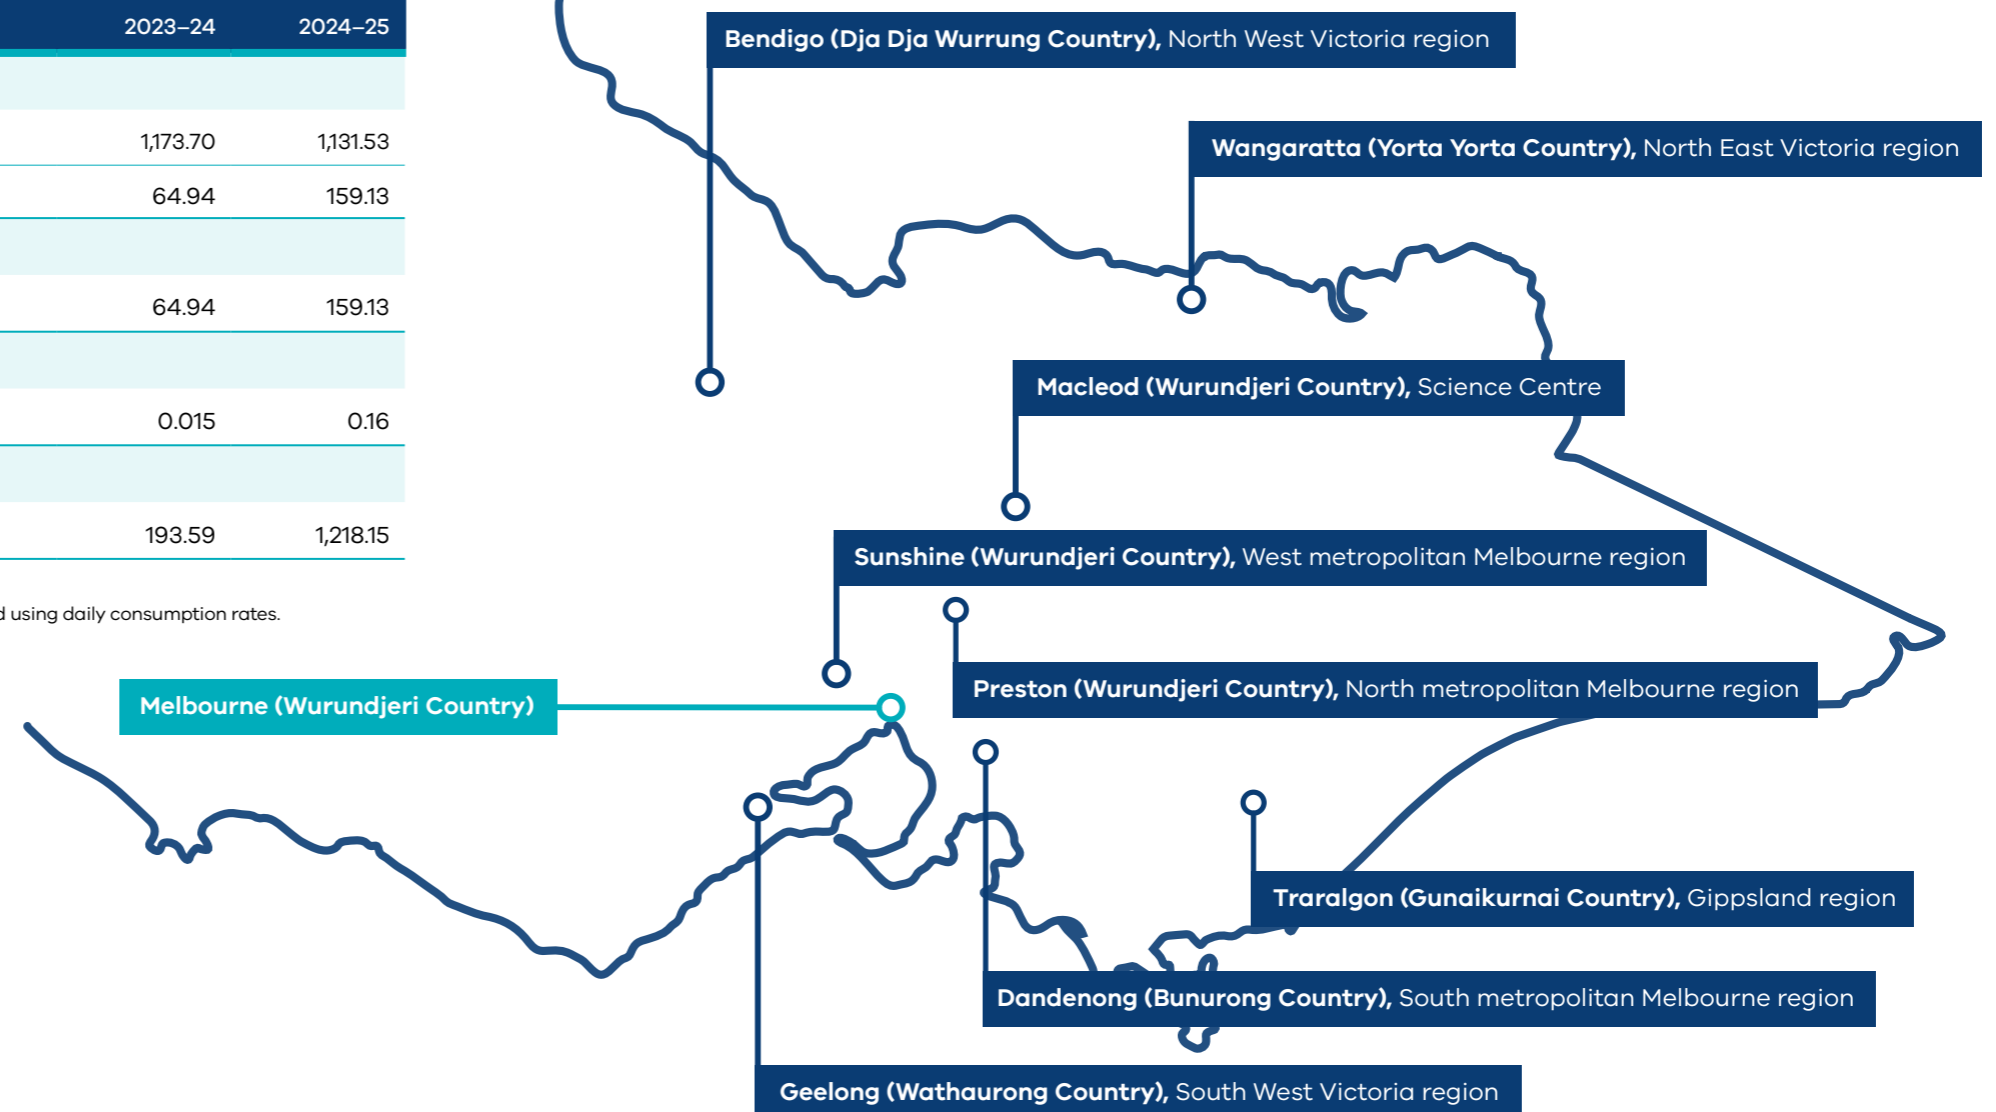 2023–24 2024–25
1,173.70 1,131.53
64.94 159.13
64.94 159.13
0.015 0.16
193.59 1,218.15
using daily consumption rates.
Bendigo (Dja Dja Wurrung Country), North West Victoria region
Wangaratta (Yorta Yorta Country), North East Victoria region
Macleod (Wurundjeri Country), Science Centre
Sunshine (Wurundjeri Country), West metropolitan Melbourne region
Preston (Wurundjeri Country), North metropolitan Melbourne region
Melbourne (Wurundjeri Country)
Traralgon (Gunaikurnai Country), Gippsland region
Dandenong (Bunurong Country), South metropolitan Melbourne region
Geelong (Wathaurong Country), South West Victoria region